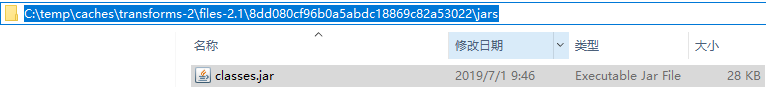 C:\temp\caches\transforms-2\files-2.1\8dd080cf96b0a5abdc18869c82a53022\jars
名称 修改日期 类型 大小
classes.jar 2019/7/1 9:46 Executable Jar File 28 KB